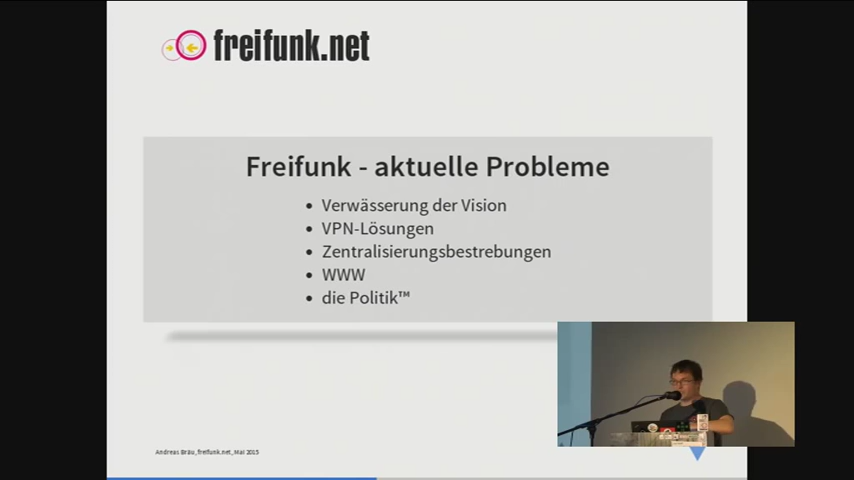 freifunk.net
Freifunk - aktuelle Probleme
• Verwässerung der Vision
• VPN-Lösungen
• Zentralisierungsbestrebungen
• WWW
• die Politik™
Andreas Bräu_freifunk.net_Mai 2015